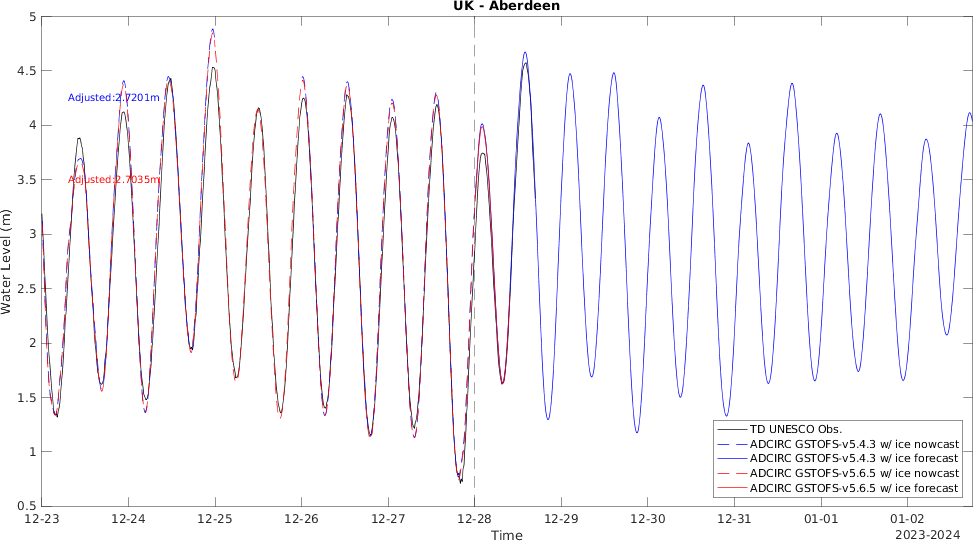 UK - Aberdeen
5
4.5
4
3.5
3
2.5
2
1.5
1
0.5
Water Level (m)
Adjusted:2.7201m
Adjusted:2.7035m
TD UNESCO Obs.
ADCIRC GSTOFS-v5.4.3 w/ ice nowcast
ADCIRC GSTOFS-v5.4.3 w/ ice forecast
ADCIRC GSTOFS-v5.6.5 w/ ice nowcast
ADCIRC GSTOFS-v5.6.5 w/ ice forecast
12-23 12-24 12-25 12-26 12-27 12-28 12-29 12-30 12-31 01-01 01-02
Time
2023-2024